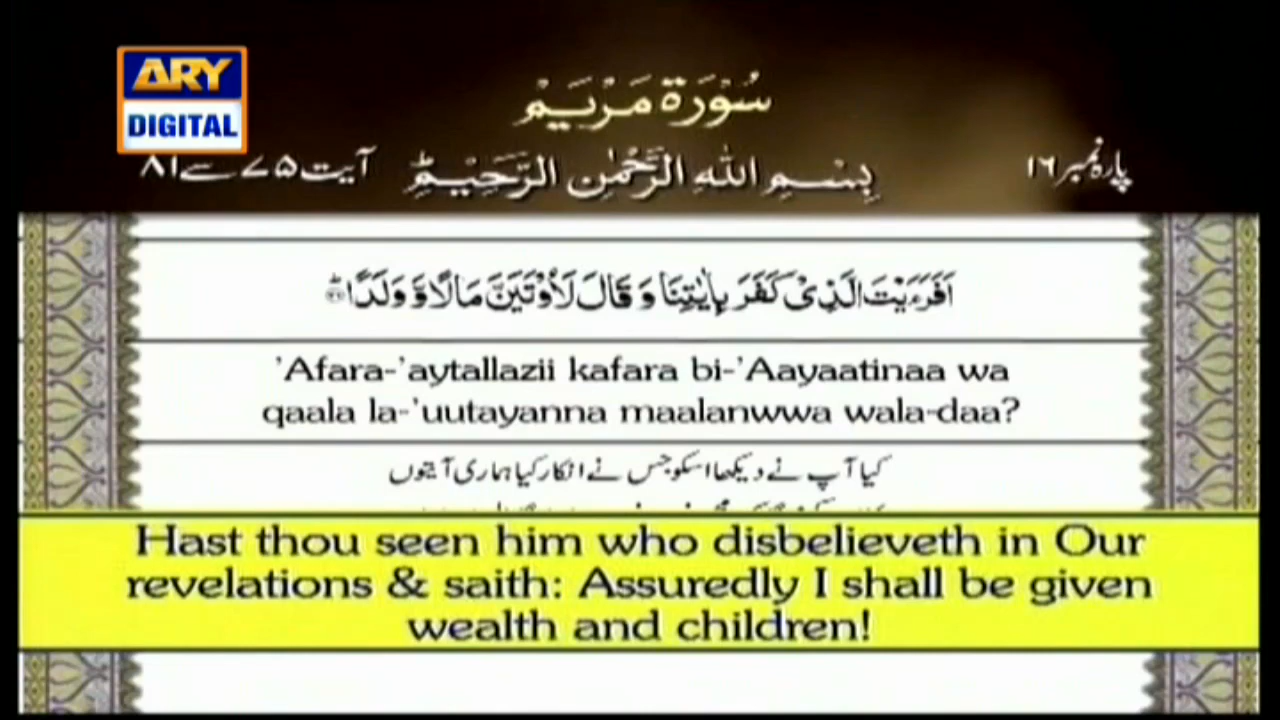 ARY
DIGITAL
سُوْرَة مَرْيَمْ
پارہ نمبر ۱۶
بِسْمِ اللهِ الرَّحْمٰنِ الرَّحِيْمِ
آیت ۷۵ سے ۸۱
اَفَرَءَيْتَ الَّذِىْ كَفَرَ بِاٰيٰتِنَا وَ قَالَ لَاُوْتَيَنَّ مَالًا وَّ وَلَدًا ؕ
'Afara-'aytallazii kafara bi-'Aayaatinaa wa
qaala la-'uutayanna maalanwwa wala-daa?
کیا آپ نے دیکھا اسکو جس نے انکار کیا ہماری آیتوں
Hast thou seen him who disbelieveth in Our
revelations & saith: Assuredly I shall be given
wealth and children!